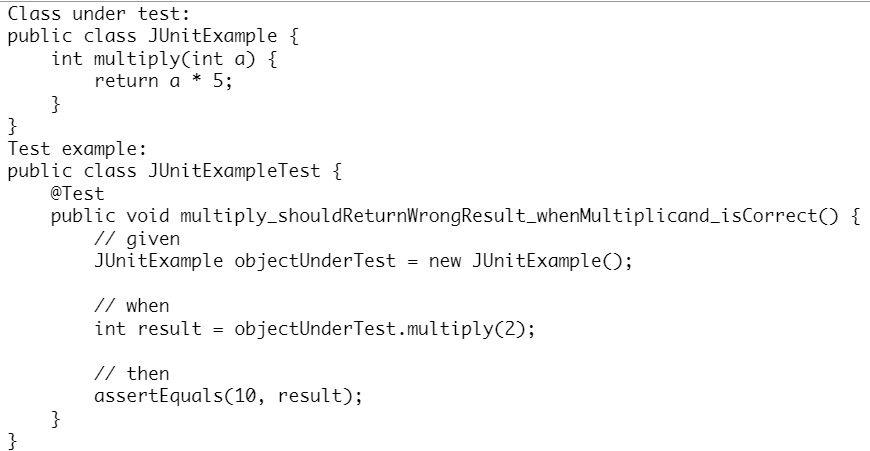 Class under test:
public class JUnitExample {
    int multiply(int a) {
        return a * 5;
    }
}
Test example:
public class JUnitExampleTest {
    @Test
    public void multiply_shouldReturnWrongResult_whenMultiplicand_isCorrect() {
        // given
        JUnitExample objectUnderTest = new JUnitExample();

        // when
        int result = objectUnderTest.multiply(2);

        // then
        assertEquals(10, result);
    }
}